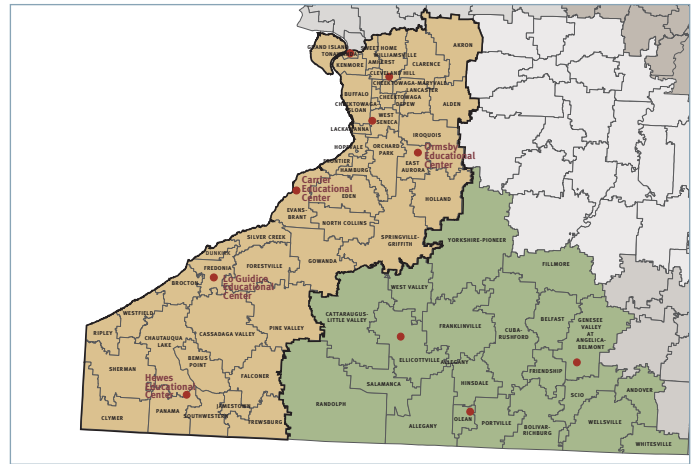 GRAND ISLAND
SWEET HOME
AKRON
WILLIAMSVILLE
KENMORE
AMHERST
CLARENCE
CLEVELAND HILL
CHEEKTOWAGA-MARYVALE
LANCASTER
BUFFALO
CHEEKTOWAGA
CHEEKTOWAGA
SLOAN
DEPEW
ALDEN
WEST
SENECA
LACKAWANNA
IROQUOIS
HOPEVALE
ORCHARD
PARK
Ormsby
Educational
Center
FRONTIER
EAST
AURORA
HAMBURG
Carrier
Educational
Center
EDEN
HOLLAND
EVANS-
BRANT
NORTH COLLINS
SILVER CREEK
SPRINGVILLE-
GRIFFITH
YORKSHIRE-PIONEER
DUNKIRK
FREDONIA
FORESTVILLE
GOWANDA
FILLMORE
BROCTON
LoGuidice
Educational
Center
WEST VALLEY
WESTFIELD
CATTARAUGUS-
LITTLE VALLEY
RIPLEY
CHAUTAUQUA
LAKE
CASSADAGA VALLEY
PINE VALLEY
FRANKLINVILLE
CUBA-
RUSHFORD
BELFAST
GENESEE
VALLEY
AT
ANGELICA-
BELMONT
SHERMAN
BEMUS
POINT
ELLICOTTVILLE
FALCONER
FRIENDSHIP
Hewes
Educational
Center
SALAMANCA
HINSDALE
SCIO
ANDOVER
PANAMA
JAMESTOWN
RANDOLPH
CLYMER
SOUTHWESTERN
FREWSBURG
ALLEGANY
OLEAN
PORTVILLE
BOLIVAR-
RICHBURG
WELLSVILLE
WHITESVILLE